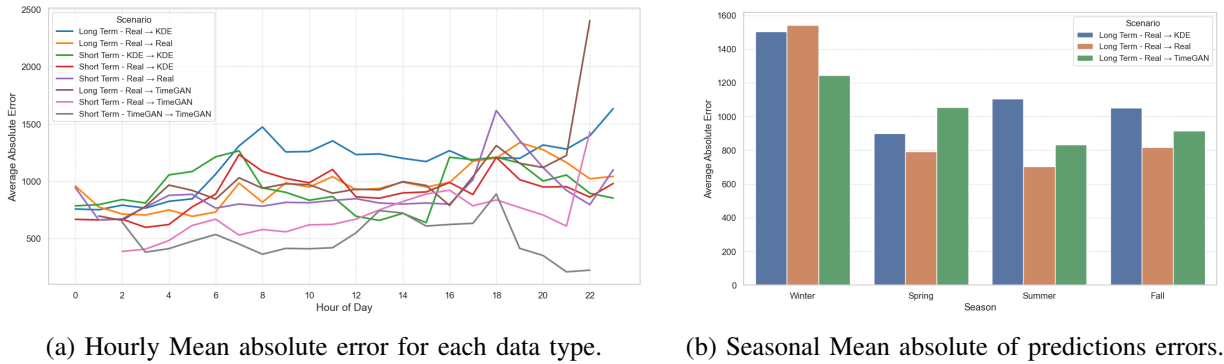 2500
2000
1500
1000
500
Average Absolute Error
Scenario
Long Term - Real → KDE
Long Term - Real → Real
Short Term - KDE → KDE
Short Term - Real → KDE
Short Term - Real → Real
Long Term - Real → TimeGAN
Short Term - Real → TimeGAN
Short Term - TimeGAN → TimeGAN
0 2 4 6 8 10 12 14 16 18 20 22
Hour of Day
(a) Hourly Mean absolute error for each data type.
1600
1400
1200
1000
800
600
400
200
0
Average Absolute Error
Scenario
Long Term - Real → KDE
Long Term - Real → Real
Long Term - Real → TimeGAN
Winter Spring Summer Fall
Season
(b) Seasonal Mean absolute of predictions errors.